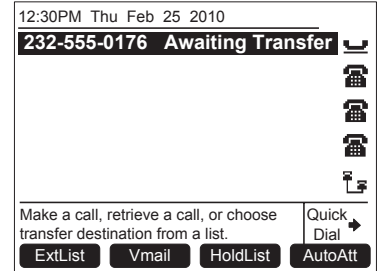 12:30PM Thu Feb 25 2010
232-555-0176 Awaiting Transfer
Make a call, retrieve a call, or choose
transfer destination from a list.
Quick
Dial
ExtList Vmail HoldList AutoAtt